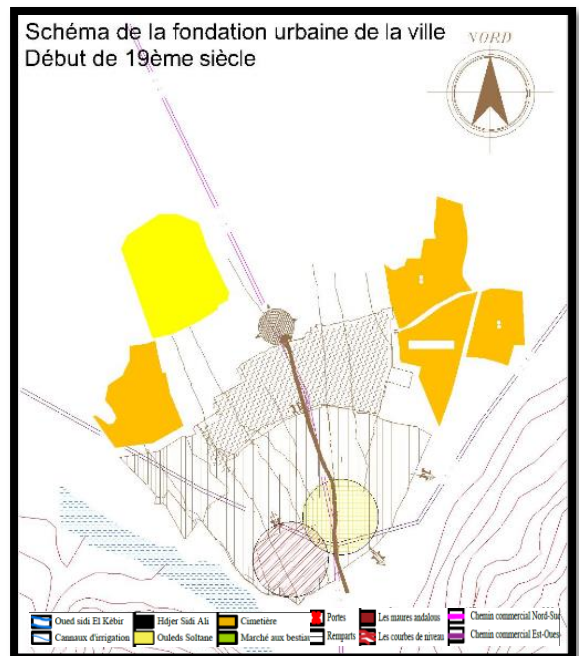 Schéma de la fondation urbaine de la ville
Début de 19ème siècle
NORD
Oued sidi El Kébir
Hdjer Sidi Ali
Cimetière
Portes
Les maures andalous
Chemin commercial Nord-Sud
Cannaux d'irrigation
Ouleds Soltane
Marché aux bestiau
Remparts
Les courbes de niveau
Chemin commercial Est-Oues